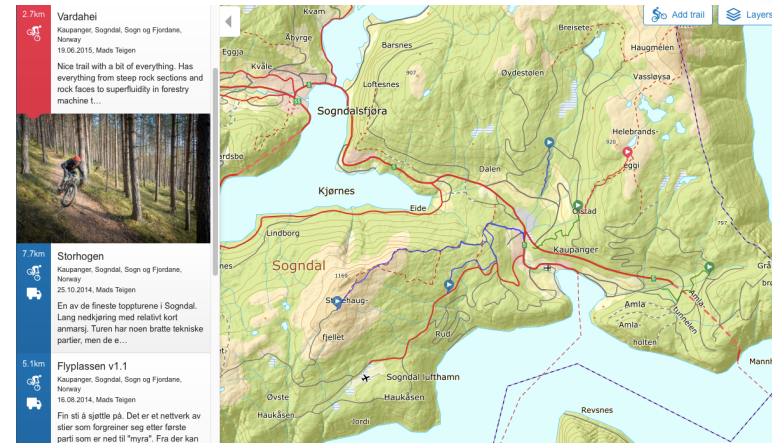 2.7km
Vardahei
Kaupanger, Sogndal, Sogn og Fjordane,
Norway
19.06.2015, Mads Teigen
Nice trail with a bit of everything. Has
everything from steep rock sections and
rock faces to superfluidity in forestry
machine t…
7.7km
Storhogen
Kaupanger, Sogndal, Sogn og Fjordane,
Norway
25.10.2014, Mads Teigen
En av de fineste toppturene i Sogndal.
Lang nedkjøring med relativt kort
anmarsj. Turen har noen bratte tekniske
partier, men de e…
5.1km
Flyplassen v1.1
Kaupanger, Sogndal, Sogn og Fjordane,
Norway
16.08.2014, Mads Teigen
Fin sti å sjøttle på. Det er et nettverk av
stier som forgreiner seg etter første
parti som er ned til "myra". Fra der kan
Add trail
Layers
Kvam
Åbyrge
Barsnes
Breisete
Eggja
Haugmélen
Kvåle
Øvdestølen
907
Vassløysa
Loftesnes
Sogndalsfjøra
Helebrands-
920
eggi
Dalen
Kjørnes
Eide
Ølstad
Lindborg
797
Kaupanger
Sogndal
1169
Amla-
tunnelen
Amla
Amla-
holten
fjellet
Rud
Sogndal lufthamn
Haukåsen
Øvste
Haukåsen
Jordi
Revsnes